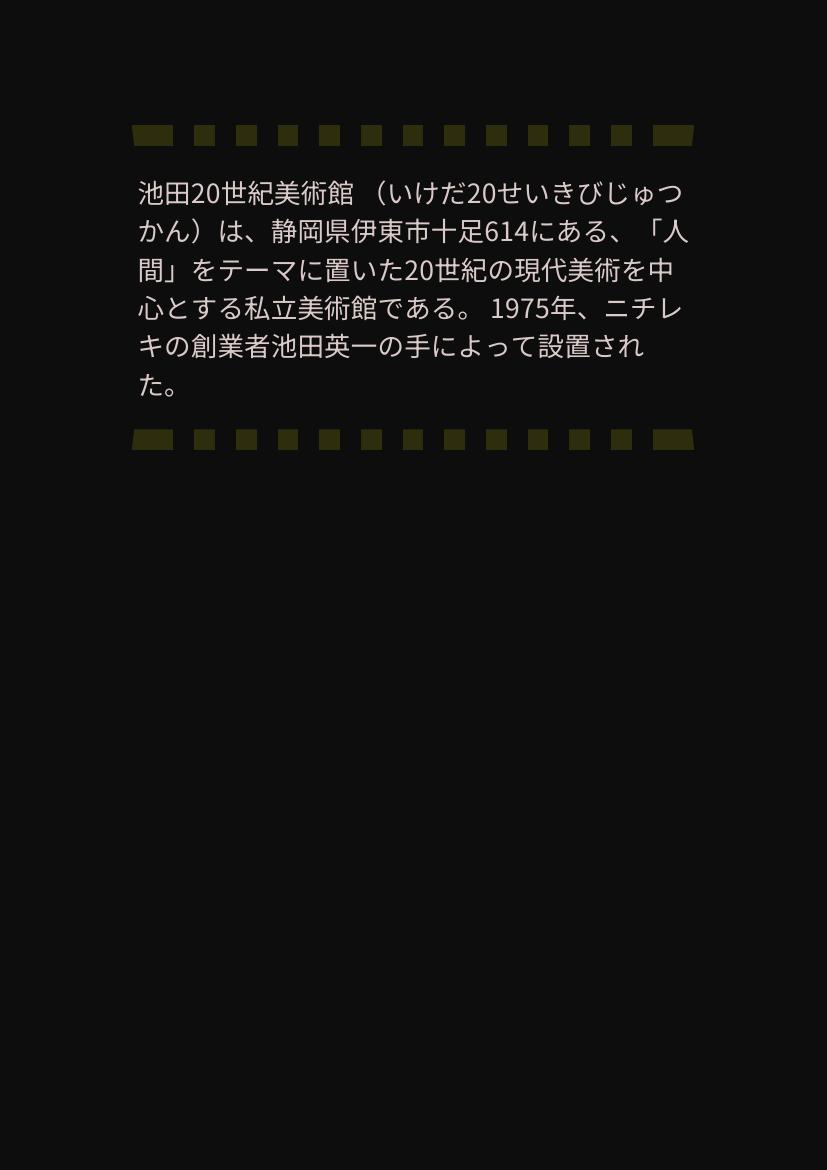 池田20世紀美術館 （いけだ20せいきびじゅつ
かん）は、静岡県伊東市十足614にある、「人
間」をテーマに置いた20世紀の現代美術を中
心とする私立美術館である。 1975年、ニチレ
キの創業者池田英一の手によって設置され
た。